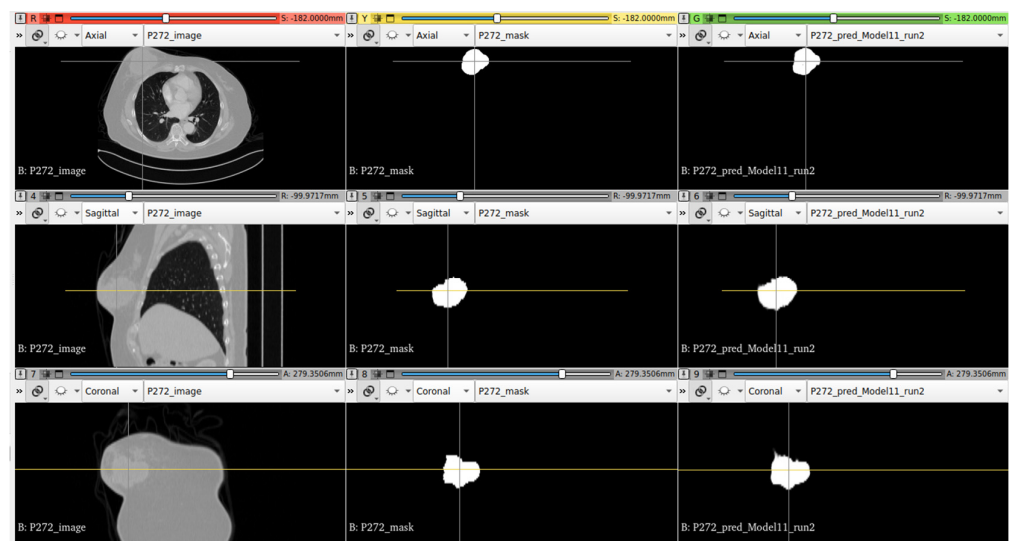 R S: -182.0000mm Y S: -182.0000mm G S: -182.0000mm
» Axial P272_image » Axial P272_mask » Axial P272_pred_Model11_run2
B: P272_image B: P272_mask B: P272_pred_Model11_run2
4 R: -99.9717mm 5 R: -99.9717mm 6 R: -99.9717mm
» Sagittal P272_image » Sagittal P272_mask » Sagittal P272_pred_Model11_run2
B: P272_image B: P272_mask B: P272_pred_Model11_run2
7 A: 279.3506mm 8 A: 279.3506mm 9 A: 279.3506mm
» Coronal P272_image » Coronal P272_mask » Coronal P272_pred_Model11_run2
B: P272_image B: P272_mask B: P272_pred_Model11_run2